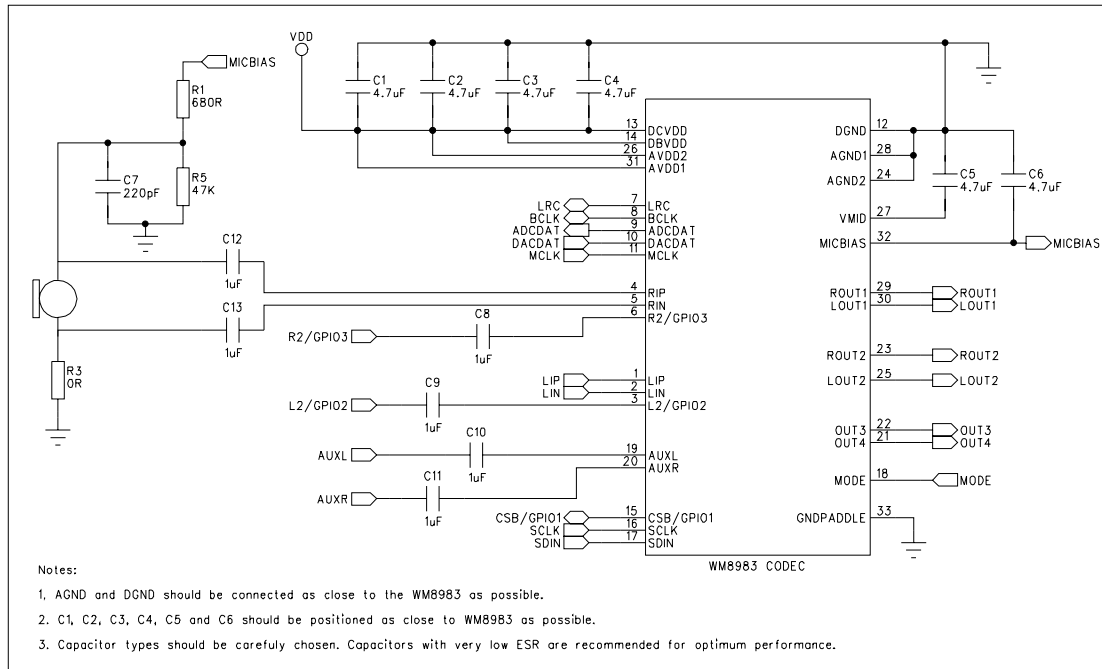 VDD
MICBIAS
R1
680R
C1
4.7uF
C2
4.7uF
C3
4.7uF
C4
4.7uF
C7
220pF
R5
47K
13 DCVDD
14 DBVDD
26 AVDD2
31 AVDD1
DGND 12
AGND1 28
AGND2 24
C5
4.7uF
C6
4.7uF
VMID 27
MICBIAS 32 MICBIAS
LRC 7 LRC
BCLK 8 BCLK
ADCDAT 9 ADCDAT
DACDAT 10 DACDAT
MCLK 11 MCLK
C12
1uF
C13
1uF
4 RIP
5 RIN
6 R2/GPIO3
R2/GPIO3
C8
1uF
R3
0R
ROUT1 29 ROUT1
LOUT1 30 LOUT1
ROUT2 23 ROUT2
LOUT2 25 LOUT2
LIP 1 LIP
LIN 2 LIN
L2/GPIO2 3 L2/GPIO2
C9
1uF
C10
1uF
AUXL 19 AUXL
AUXR 20 AUXR
C11
1uF
OUT3 22 OUT3
OUT4 21 OUT4
MODE 18 MODE
CSB/GPIO1 15 CSB/GPIO1
SCLK 16 SCLK
SDIN 17 SDIN
GNDPADDLE 33
WM8983 CODEC
Notes:
1, AGND and DGND should be connected as close to the WM8983 as possible.
2. C1, C2, C3, C4, C5 and C6 should be positioned as close to WM8983 as possible.
3. Capacitor types should be carefuly chosen. Capacitors with very low ESR are recommended for optimum performance.